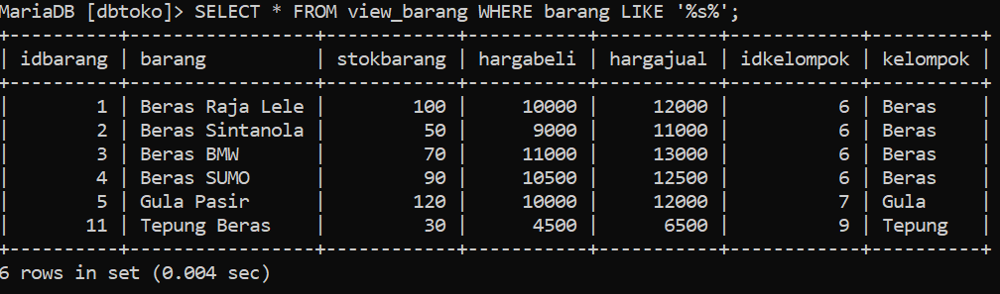 MariaDB [dbtoko]> SELECT * FROM view_barang WHERE barang LIKE '%s%';
+----------+-----------------+------------+-----------+-----------+------------+----------+
| idbarang | barang          | stokbarang | hargabeli | hargajual | idkelompok | kelompok |
+----------+-----------------+------------+-----------+-----------+------------+----------+
|        1 | Beras Raja Lele |        100 |     10000 |     12000 |          6 | Beras    |
|        2 | Beras Sintanola |         50 |      9000 |     11000 |          6 | Beras    |
|        3 | Beras BMW       |         70 |     11000 |     13000 |          6 | Beras    |
|        4 | Beras SUMO      |         90 |     10500 |     12500 |          6 | Beras    |
|        5 | Gula Pasir      |        120 |     10000 |     12000 |          7 | Gula     |
|       11 | Tepung Beras    |         30 |      4500 |      6500 |          9 | Tepung   |
+----------+-----------------+------------+-----------+-----------+------------+----------+
6 rows in set (0.004 sec)